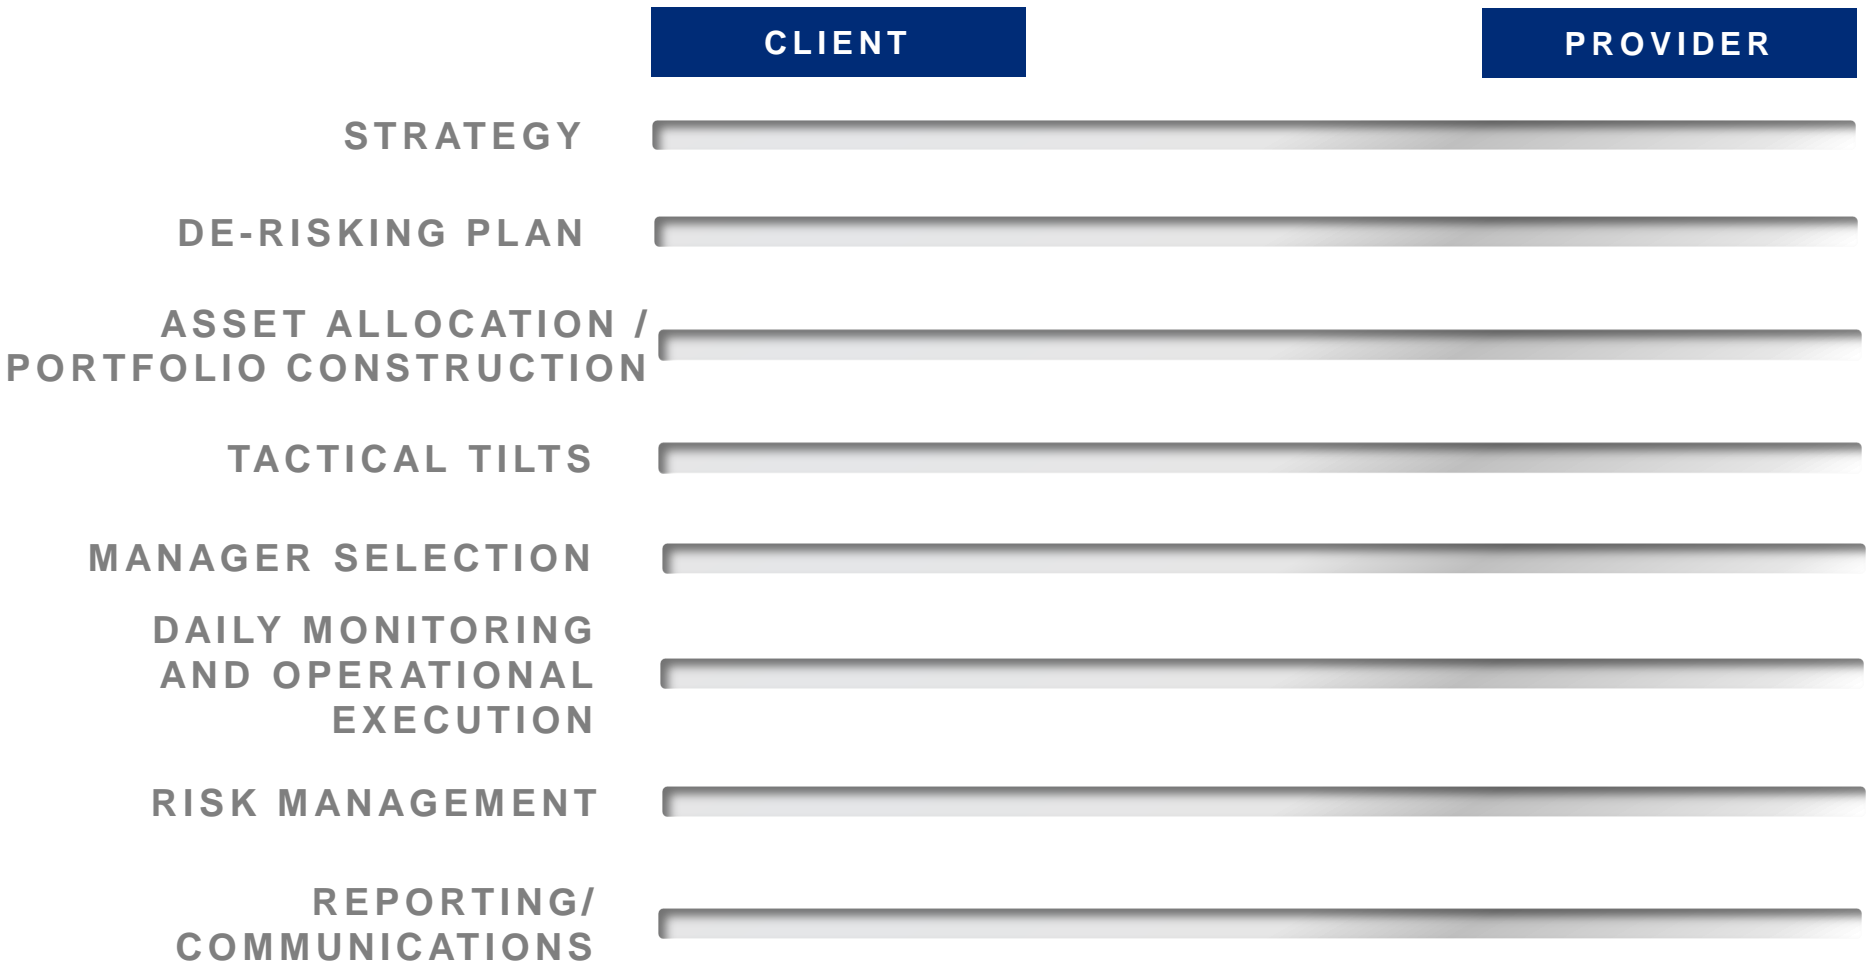 CLIENT
PROVIDER
STRATEGY
DE-RISKING PLAN
ASSET ALLOCATION /
PORTFOLIO CONSTRUCTION
TACTICAL TILTS
MANAGER SELECTION
DAILY MONITORING
AND OPERATIONAL
EXECUTION
RISK MANAGEMENT
REPORTING/
COMMUNICATIONS